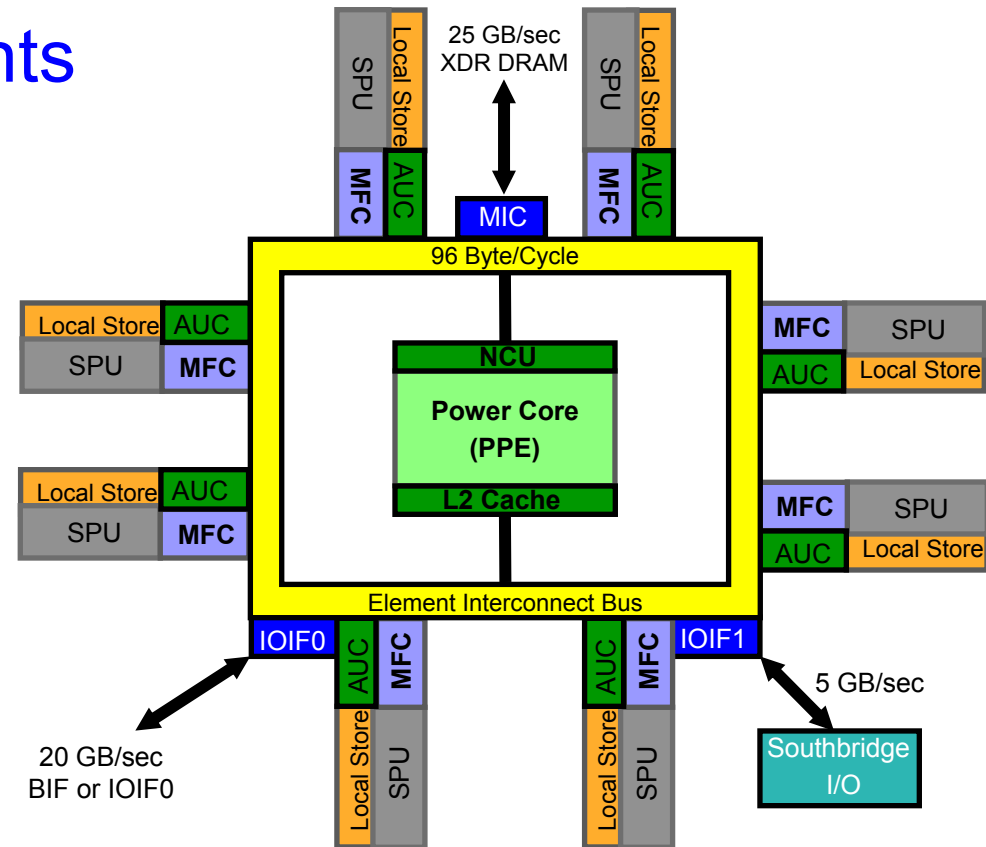 nts
25 GB/sec
XDR DRAM
SPU
Local Store
MFC
AUC
SPU
Local Store
MFC
AUC
MIC
96 Byte/Cycle
Local Store
AUC
SPU
MFC
MFC
SPU
AUC
Local Store
NCU
Power Core
(PPE)
L2 Cache
Local Store
AUC
SPU
MFC
MFC
SPU
AUC
Local Store
Element Interconnect Bus
IOIF0
AUC
MFC
Local Store
SPU
AUC
MFC
Local Store
SPU
IOIF1
5 GB/sec
20 GB/sec
BIF or IOIF0
Southbridge
I/O